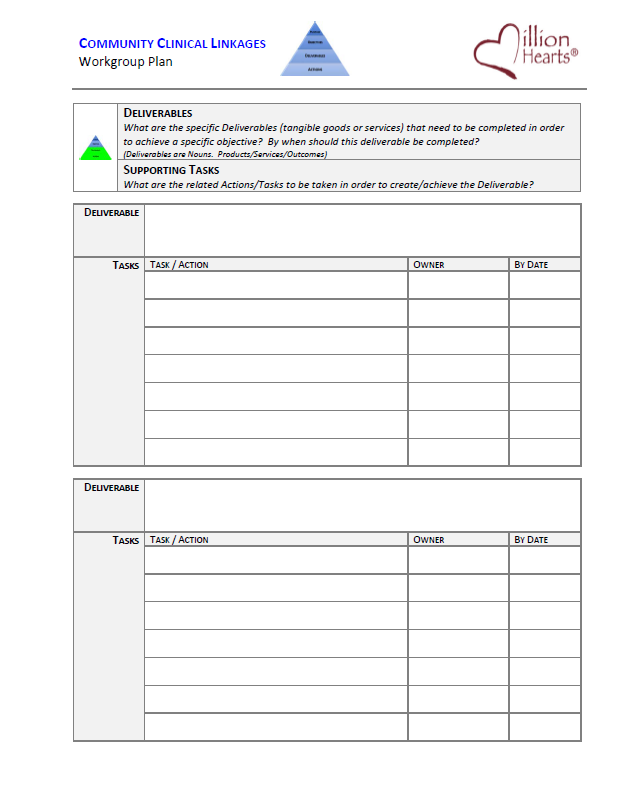 COMMUNITY CLINICAL LINKAGES
Workgroup Plan
DELIVERABLES
ACTIONS
Million
Hearts®
DELIVERABLES
What are the specific Deliverables (tangible goods or services) that need to be completed in order
to achieve a specific objective? By when should this deliverable be completed?
(Deliverables are Nouns. Products/Services/Outcomes)
SUPPORTING TASKS
What are the related Actions/Tasks to be taken in order to create/achieve the Deliverable?
DELIVERABLE
TASKS TASK / ACTION OWNER BY DATE
DELIVERABLE
TASKS TASK / ACTION OWNER BY DATE